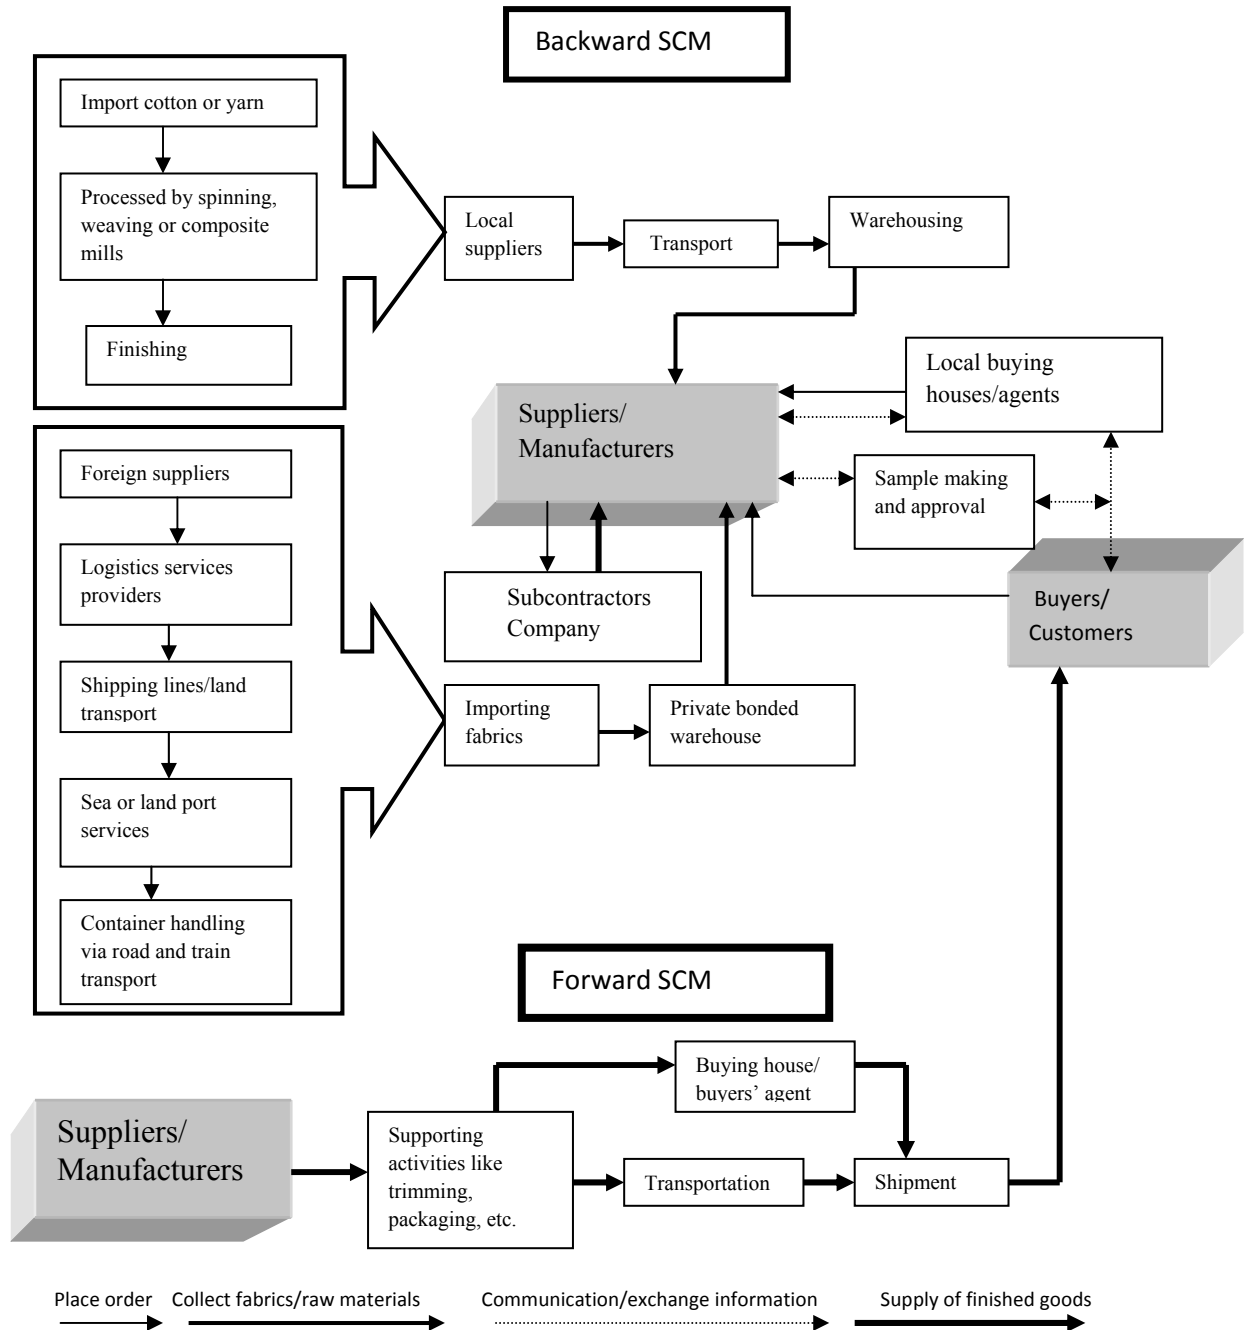 Backward SCM
Import cotton or yarn
Processed by spinning,
weaving or composite
mills
Finishing
Local
suppliers
Transport
Warehousing
Local buying
houses/agents
Suppliers/
Manufacturers
Sample making
and approval
Foreign suppliers
Logistics services
providers
Shipping lines/land
transport
Sea or land port
services
Container handling
via road and train
transport
Subcontractors
Company
Buyers/
Customers
Importing
fabrics
Private bonded
warehouse
Forward SCM
Buying house/
buyers’ agent
Suppliers/
Manufacturers
Supporting
activities like
trimming,
packaging, etc.
Transportation
Shipment
Place order
Collect fabrics/raw materials
Communication/exchange information
Supply of finished goods